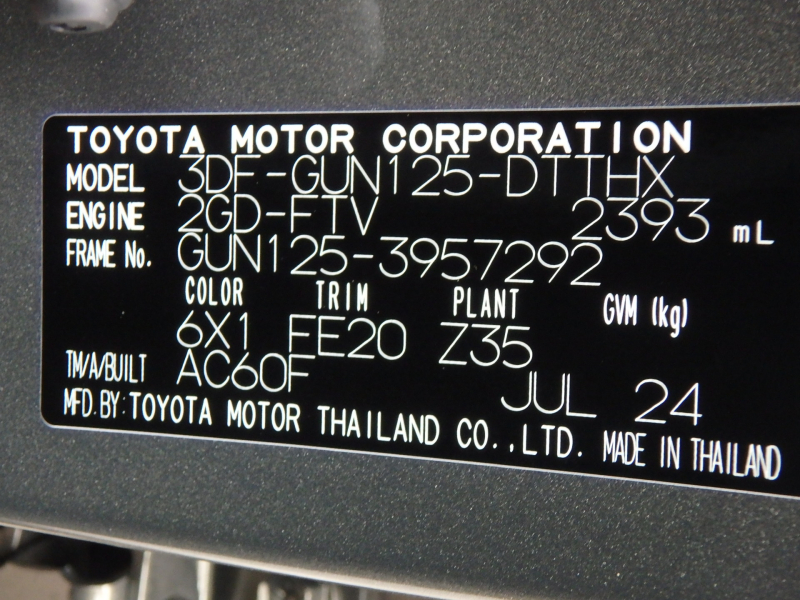 TOYOTA MOTOR CORPORATION
MODEL 3DF-GUN125-DTTHX
ENGINE 2GD-FTV 2393 mL
FRAME No. GUN125-3957292
COLOR TRIM PLANT GVM (kg)
6X1 FE20 Z35
TM/A/BUILT AC60F JUL 24
MFD.BY:TOYOTA MOTOR THAILAND CO.,LTD. MADE IN THAILAND